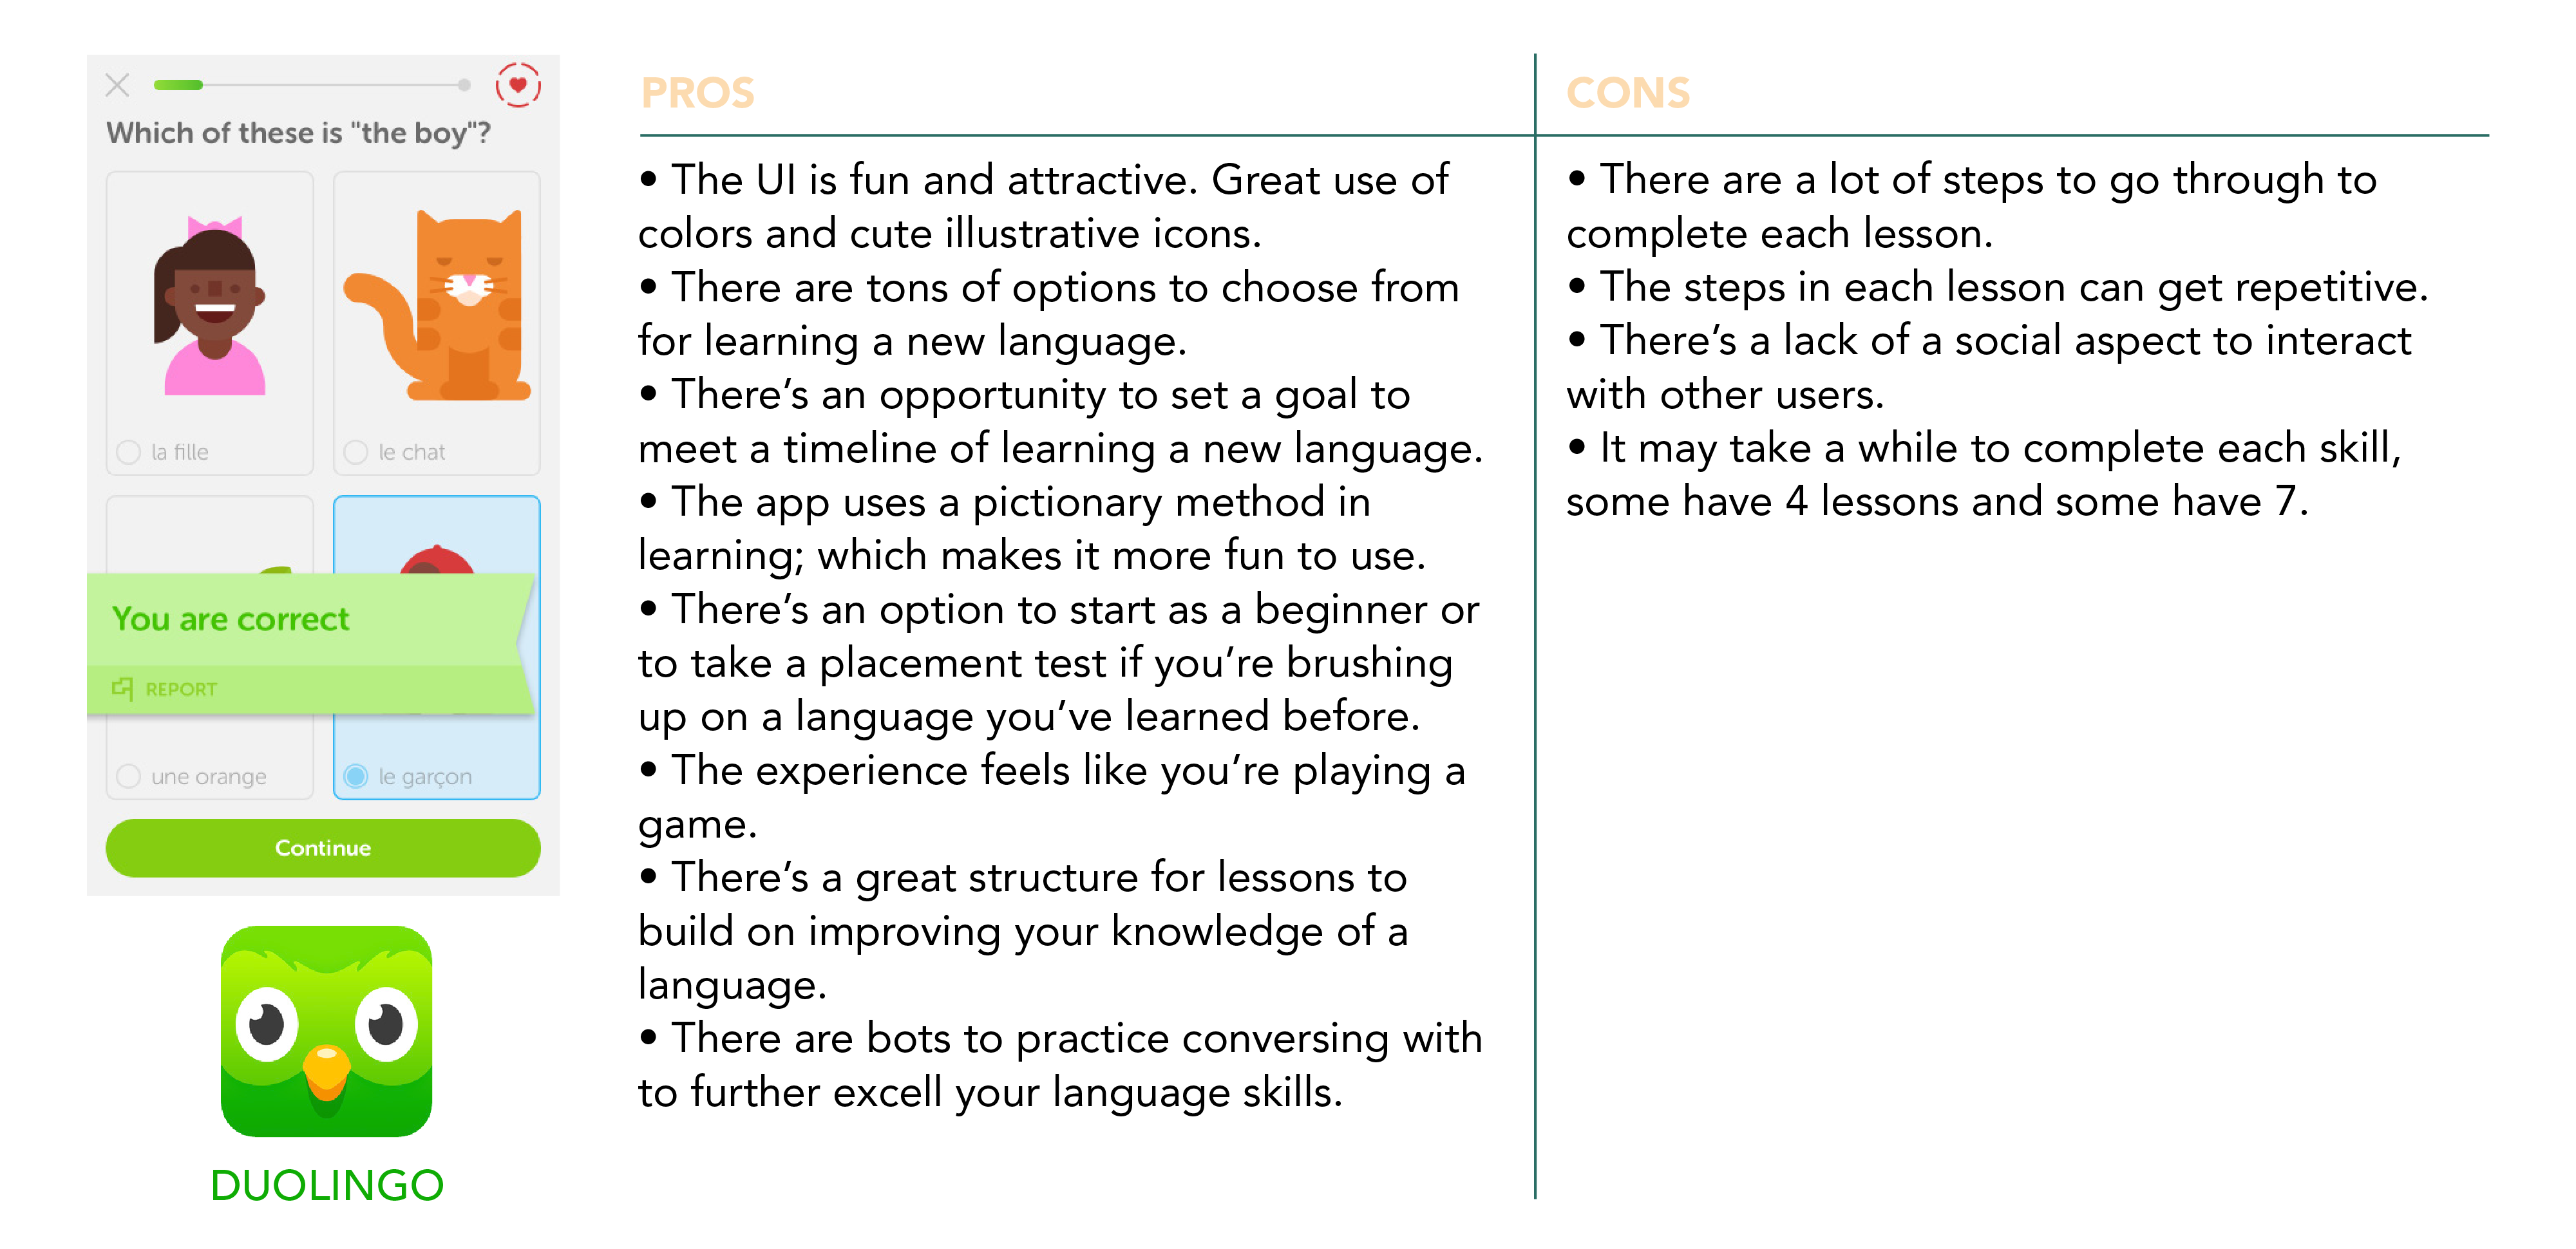 Which of these is "the boy"?
la fille
le chat
You are correct
REPORT
une orange
le garçon
Continue
DUOLINGO
PROS
• The UI is fun and attractive. Great use of
colors and cute illustrative icons.
• There are tons of options to choose from
for learning a new language.
• There’s an opportunity to set a goal to
meet a timeline of learning a new language.
• The app uses a pictionary method in
learning; which makes it more fun to use.
• There’s an option to start as a beginner or
to take a placement test if you’re brushing
up on a language you’ve learned before.
• The experience feels like you’re playing a
game.
• There’s a great structure for lessons to
build on improving your knowledge of a
language.
• There are bots to practice conversing with
to further excell your language skills.
CONS
• There are a lot of steps to go through to
complete each lesson.
• The steps in each lesson can get repetitive.
• There’s a lack of a social aspect to interact
with other users.
• It may take a while to complete each skill,
some have 4 lessons and some have 7.